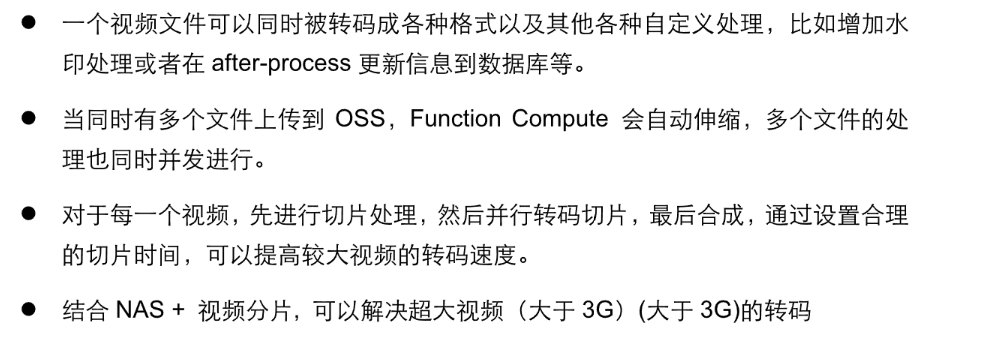 ● 一个视频文件可以同时被转码成各种格式以及其他各种自定义处理，比如增加水
印处理或者在 after-process 更新信息到数据库等。
● 当同时有多个文件上传到 OSS，Function Compute 会自动伸缩，多个文件的处
理也同时并发进行。
● 对于每一个视频，先进行切片处理，然后并行转码切片，最后合成，通过设置合理
的切片时间，可以提高较大视频的转码速度。
● 结合 NAS + 视频分片，可以解决超大视频（大于 3G）(大于 3G)的转码